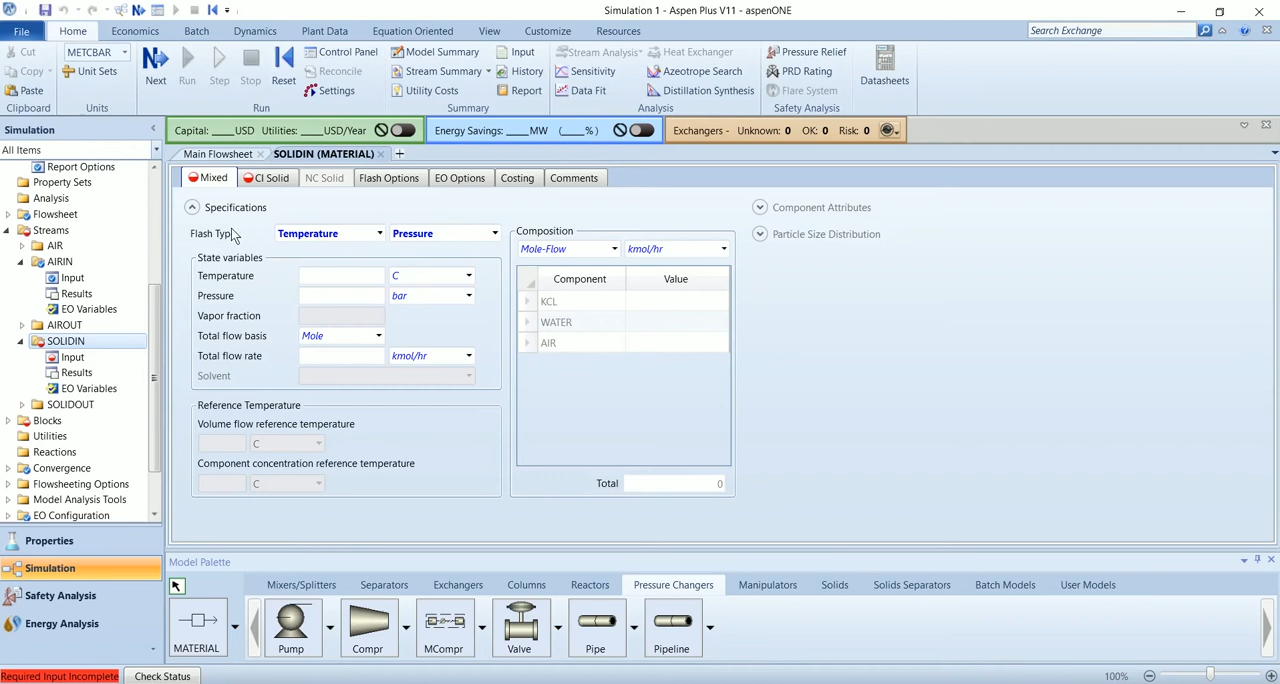 Simulation 1 - Aspen Plus V11 - aspenONE
File Home Economics Batch Dynamics Plant Data Equation Oriented View Customize Resources Search Exchange
Cut METCBAR Control Panel Model Summary Input Stream Analysis Heat Exchanger Pressure Relief
Copy Unit Sets Next Run Step Stop Reset Reconcile Stream Summary History Sensitivity Azeotrope Search PRD Rating Datasheets
Paste Settings Utility Costs Report Data Fit Distillation Synthesis Flare System
Clipboard Units Run Summary Analysis Safety Analysis
Simulation Capital: ____USD Utilities: ____USD/Year Energy Savings: ____MW (____%) Exchangers - Unknown: 0 OK: 0 Risk: 0
All Items Main Flowsheet SOLIDIN (MATERIAL) +
Report Options
Property Sets
Analysis
Flowsheet
Streams
AIR
AIRIN
Input
Results
EO Variables
AIROUT
SOLIDIN
Input
Results
EO Variables
SOLIDOUT
Blocks
Utilities
Reactions
Convergence
Flowsheeting Options
Model Analysis Tools
EO Configuration
Properties
Simulation
Safety Analysis
Energy Analysis
Mixed CI Solid NC Solid Flash Options EO Options Costing Comments
Specifications
Flash Type Temperature Pressure
State variables
Temperature C
Pressure bar
Vapor fraction
Total flow basis Mole
Total flow rate kmol/hr
Solvent
Reference Temperature
Volume flow reference temperature
C
Component concentration reference temperature
C
Composition
Mole-Flow kmol/hr
Component Value
KCL
WATER
AIR
Total 0
Component Attributes
Particle Size Distribution
Model Palette
Mixers/Splitters Separators Exchangers Columns Reactors Pressure Changers Manipulators Solids Solids Separators Batch Models User Models
MATERIAL Pump Compr MCompr Valve Pipe Pipeline
Required Input Incomplete Check Status 100%